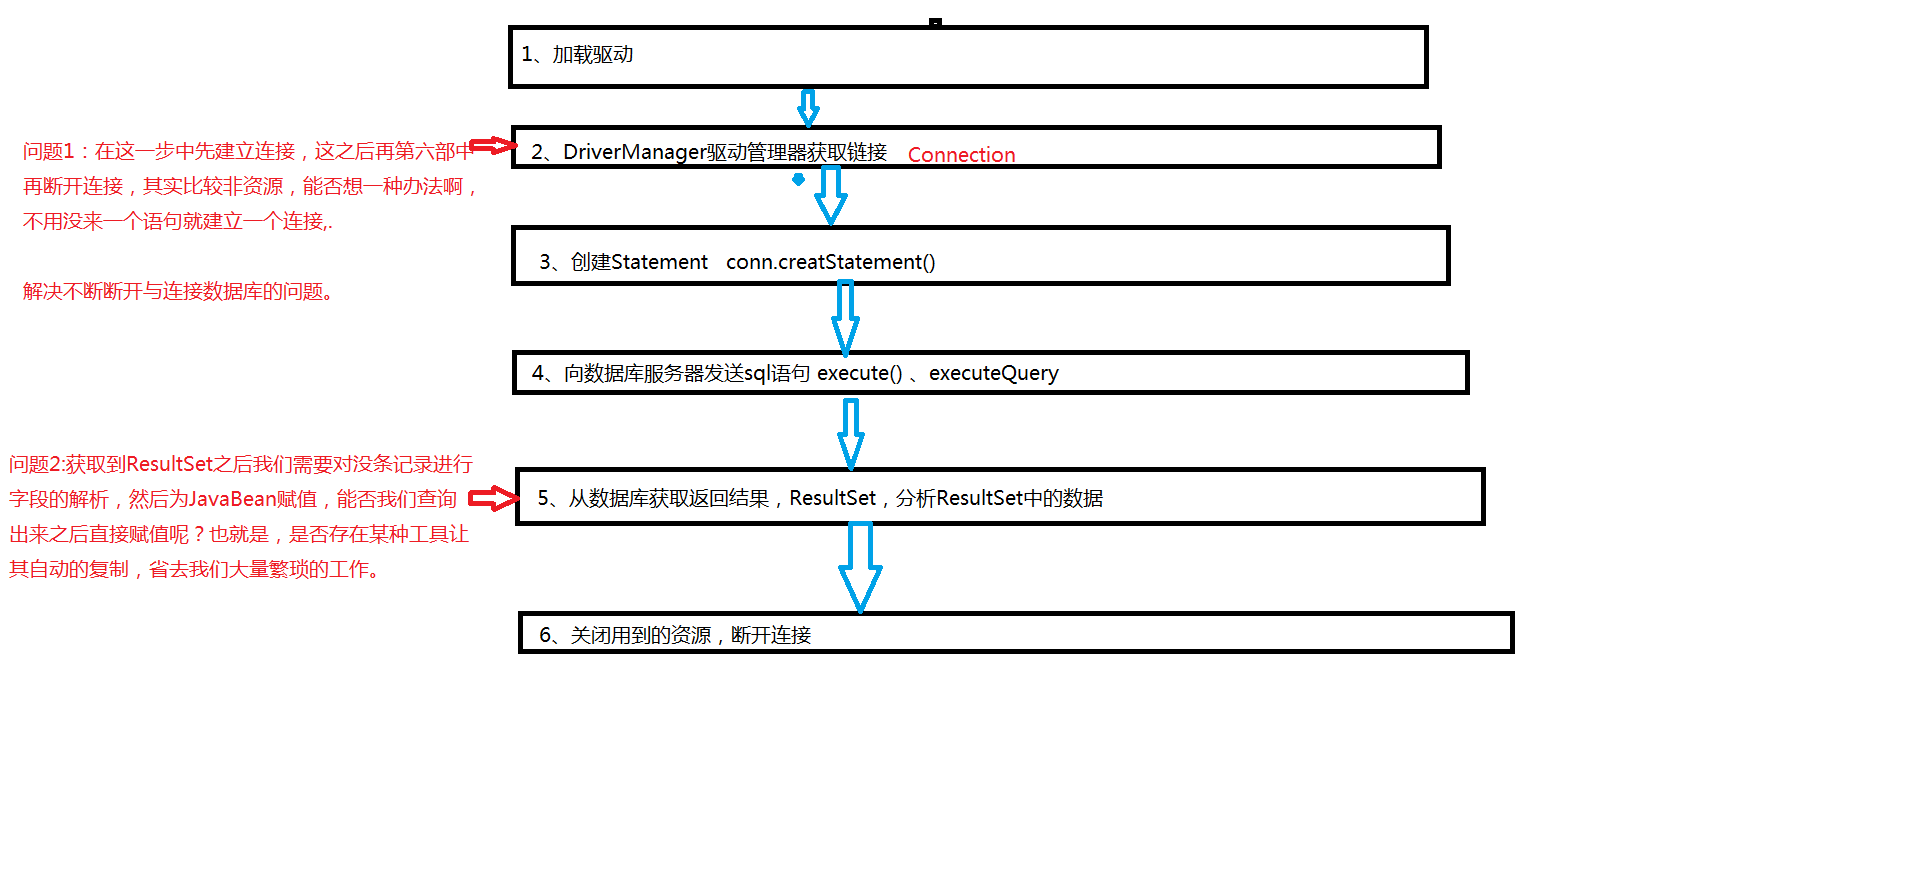 1、加载驱动
2、DriverManager驱动管理器获取链接 Connection
问题1：在这一步中先建立连接，这之后再第六部中
再断开连接，其实比较非资源，能否想一种办法啊，
不用没来一个语句就建立一个连接,.
解决不断断开与连接数据库的问题。
3、创建Statement conn.creatStatement()
4、向数据库服务器发送sql语句 execute() 、executeQuery
问题2:获取到ResultSet之后我们需要对没条记录进行
字段的解析，然后为JavaBean赋值，能否我们查询
出来之后直接赋值呢？也就是，是否存在某种工具让
其自动的复制，省去我们大量繁琐的工作。
5、从数据库获取返回结果，ResultSet，分析ResultSet中的数据
6、关闭用到的资源，断开连接